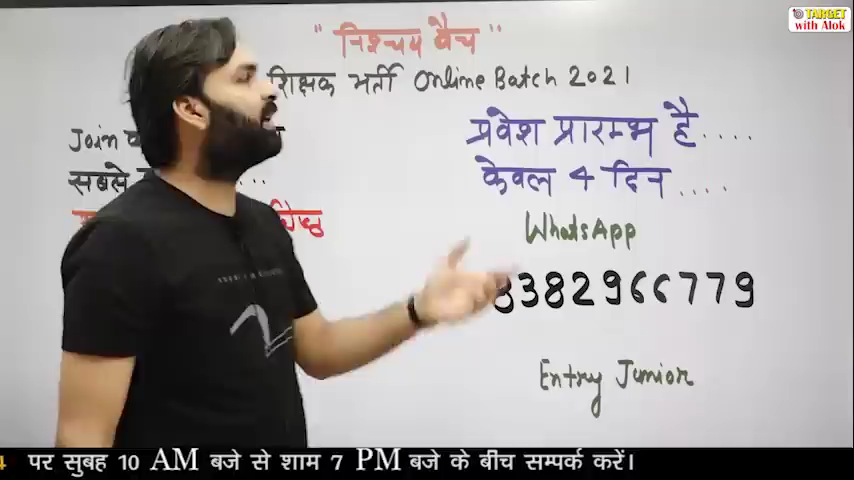 TARGET
with Alok
"निश्चय बैच"
शिक्षक भर्ती Online Batch 2021
Join
सबसे
प्रवेश प्रारम्भ है....
केवल 4 दिन....
WhatsApp
8382966779
Entry Junior
4 पर सुबह 10 AM बजे से शाम 7 PM बजे के बीच सम्पर्क करें।